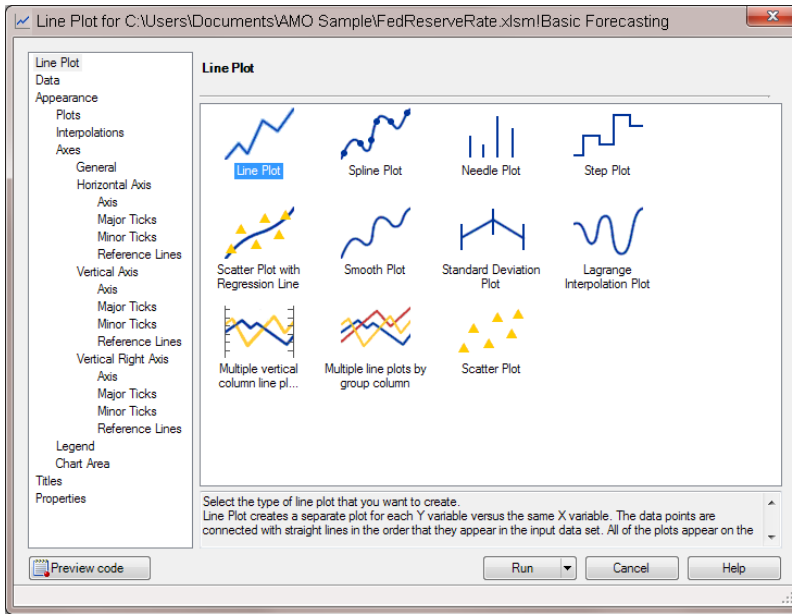 Line Plot for C:\Users\Documents\AMO Sample\FedReserveRate.xlsm!Basic Forecasting
Line Plot
Data
Appearance
Plots
Interpolations
Axes
General
Horizontal Axis
Axis
Major Ticks
Minor Ticks
Reference Lines
Vertical Axis
Axis
Major Ticks
Minor Ticks
Reference Lines
Vertical Right Axis
Axis
Major Ticks
Minor Ticks
Reference Lines
Legend
Chart Area
Titles
Properties
Line Plot
Line Plot
Spline Plot
Needle Plot
Step Plot
Scatter Plot with
Regression Line
Smooth Plot
Standard Deviation
Plot
Lagrange
Interpolation Plot
Multiple vertical
column line pl...
Multiple line plots by
group column
Scatter Plot
Select the type of line plot that you want to create.
Line Plot creates a separate plot for each Y variable versus the same X variable. The data points are
connected with straight lines in the order that they appear in the input data set. All of the plots appear on the
Preview code
Run
Cancel
Help